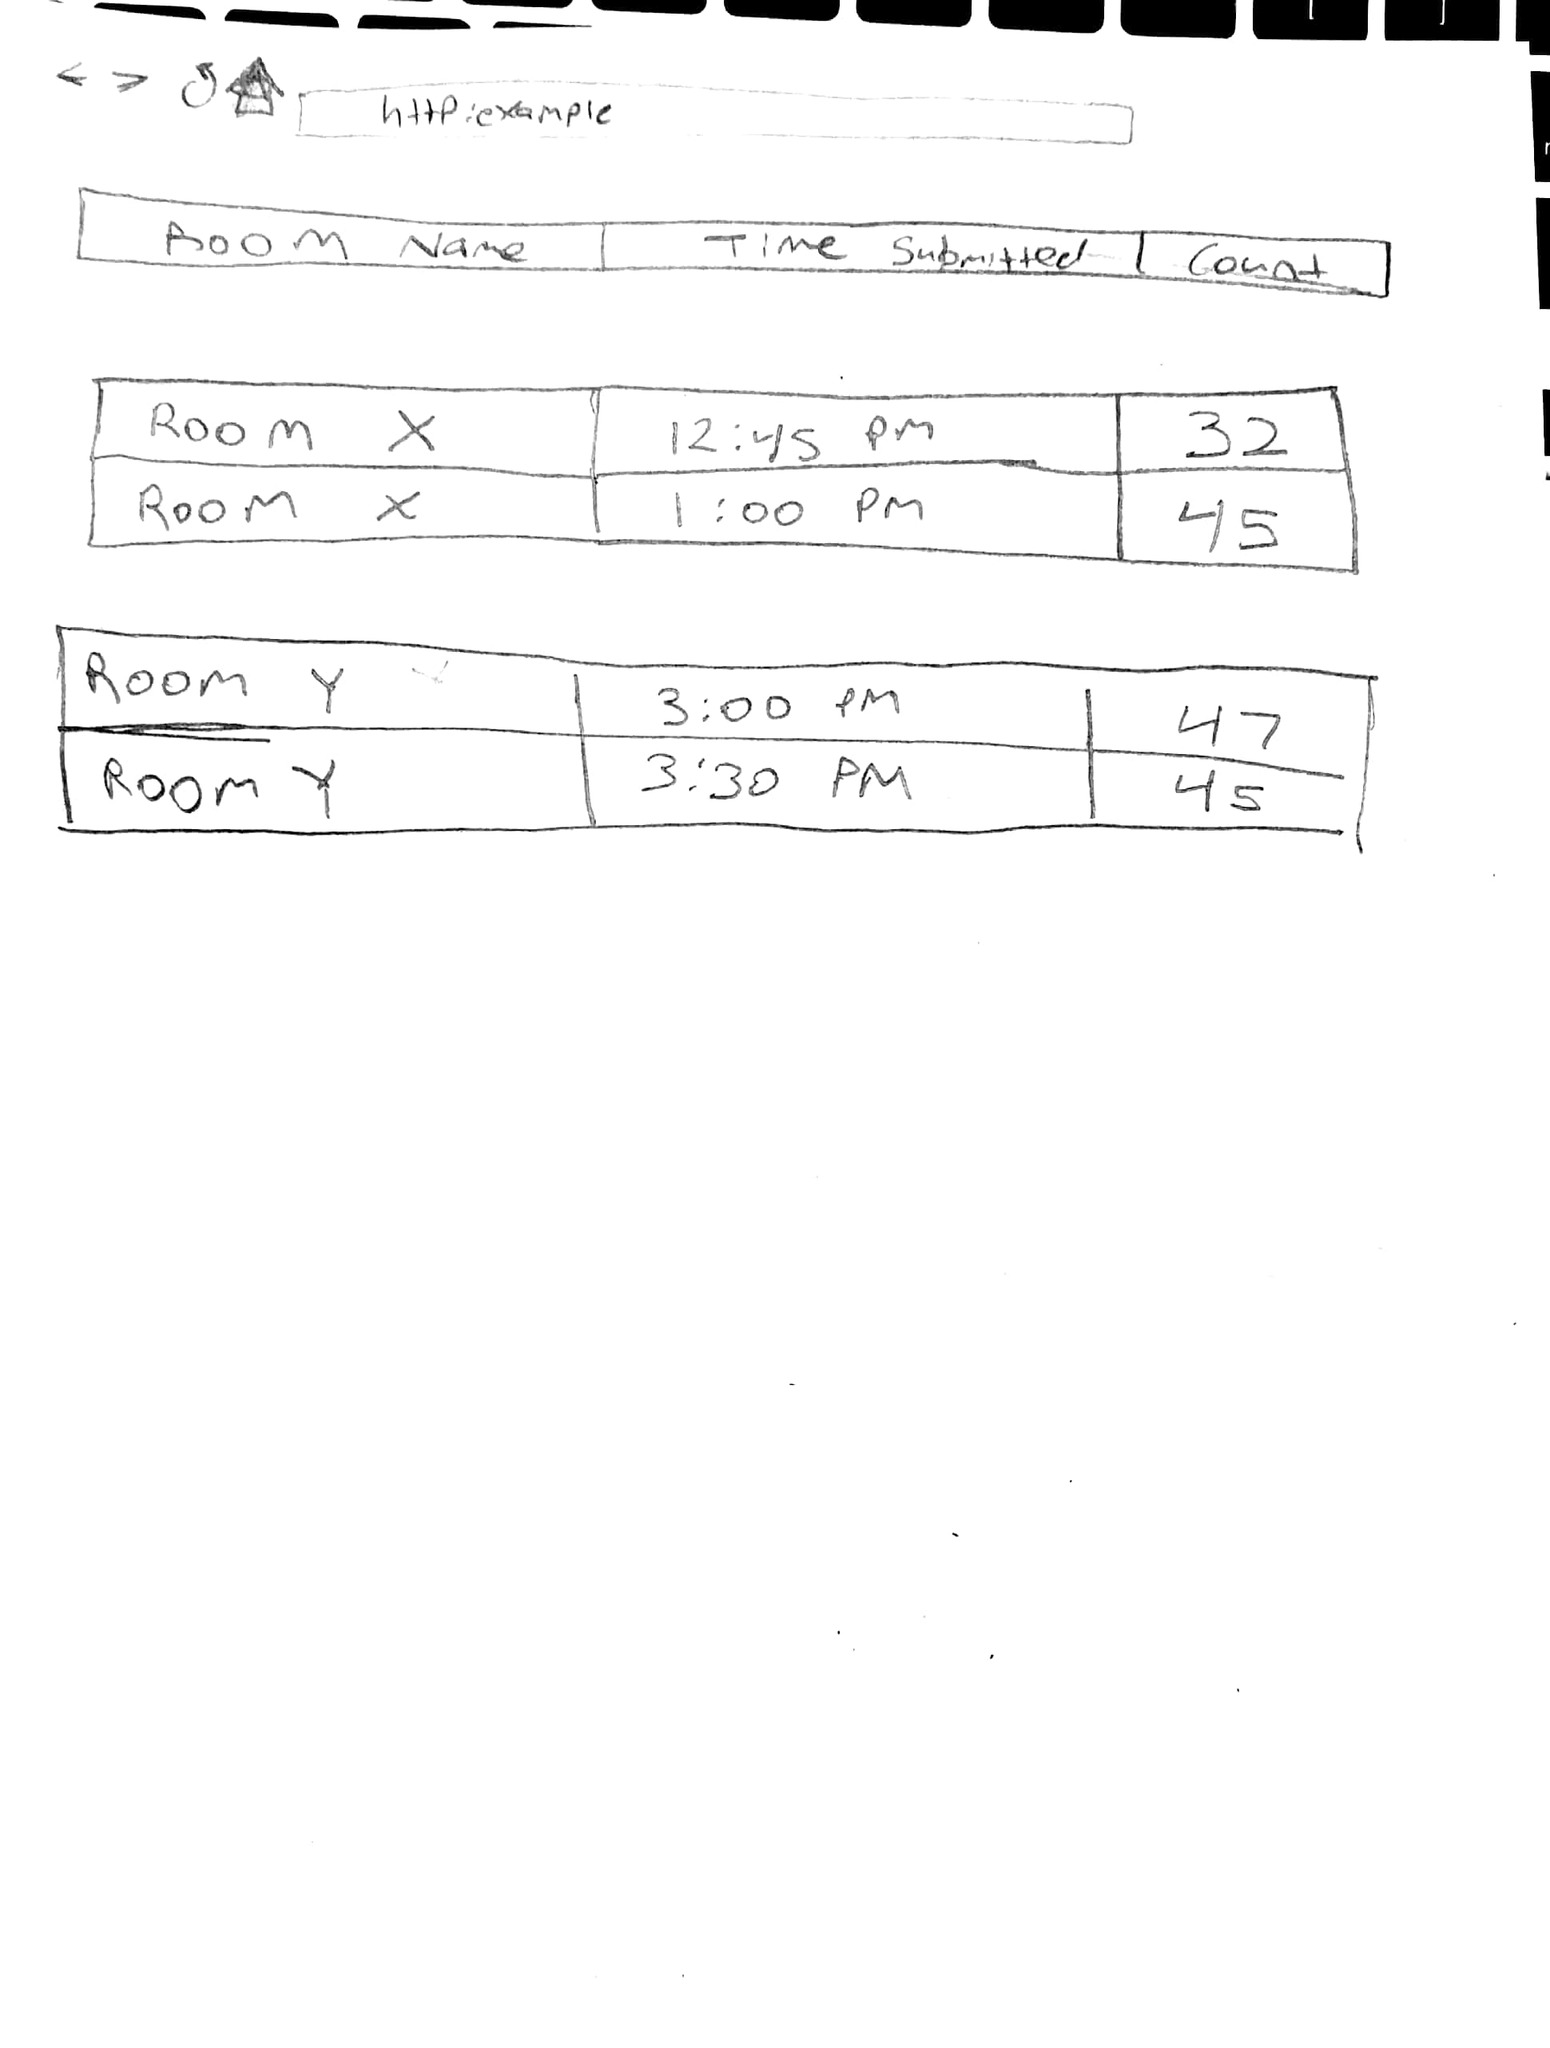 < >
http:example
Room Name Time Submitted Count
Room X 12:45 PM 32
Room X 1:00 PM 45
Room Y 3:00 PM 47
Room Y 3:30 PM 45